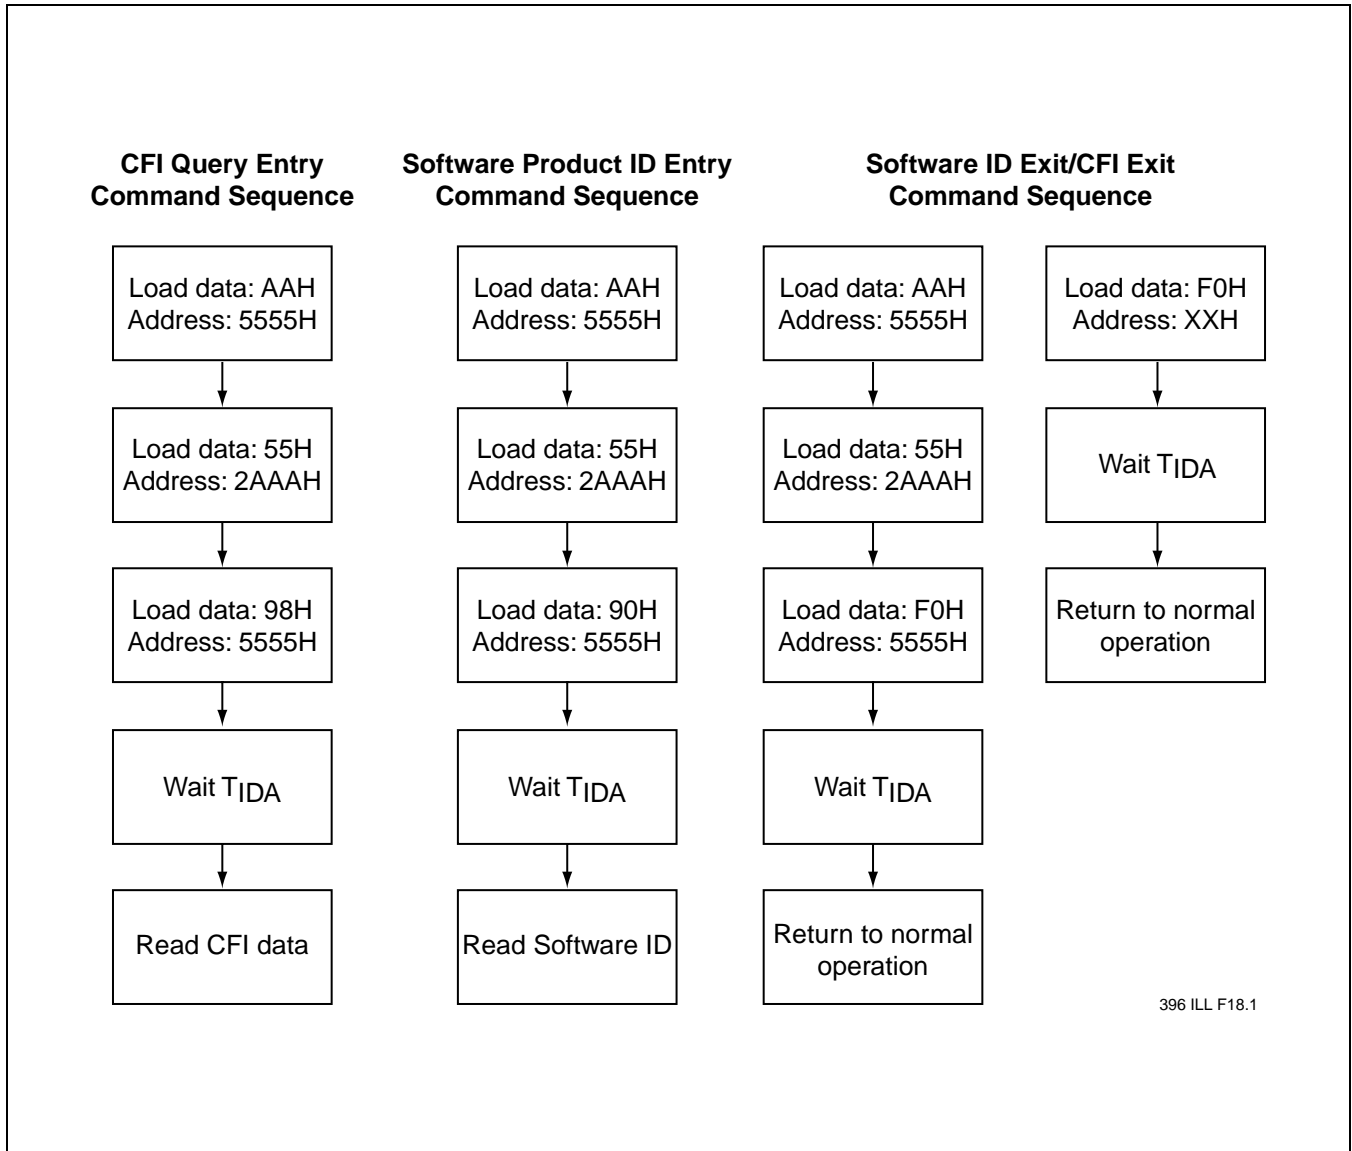 CFI Query Entry
Command Sequence
Load data: AAH
Address: 5555H
Load data: 55H
Address: 2AAAH
Load data: 98H
Address: 5555H
Wait TIDA
Read CFI data
Software Product ID Entry
Command Sequence
Load data: AAH
Address: 5555H
Load data: 55H
Address: 2AAAH
Load data: 90H
Address: 5555H
Wait TIDA
Read Software ID
Software ID Exit/CFI Exit
Command Sequence
Load data: AAH
Address: 5555H
Load data: 55H
Address: 2AAAH
Load data: F0H
Address: 5555H
Wait TIDA
Return to normal
operation
Load data: F0H
Address: XXH
Wait TIDA
Return to normal
operation
396 ILL F18.1